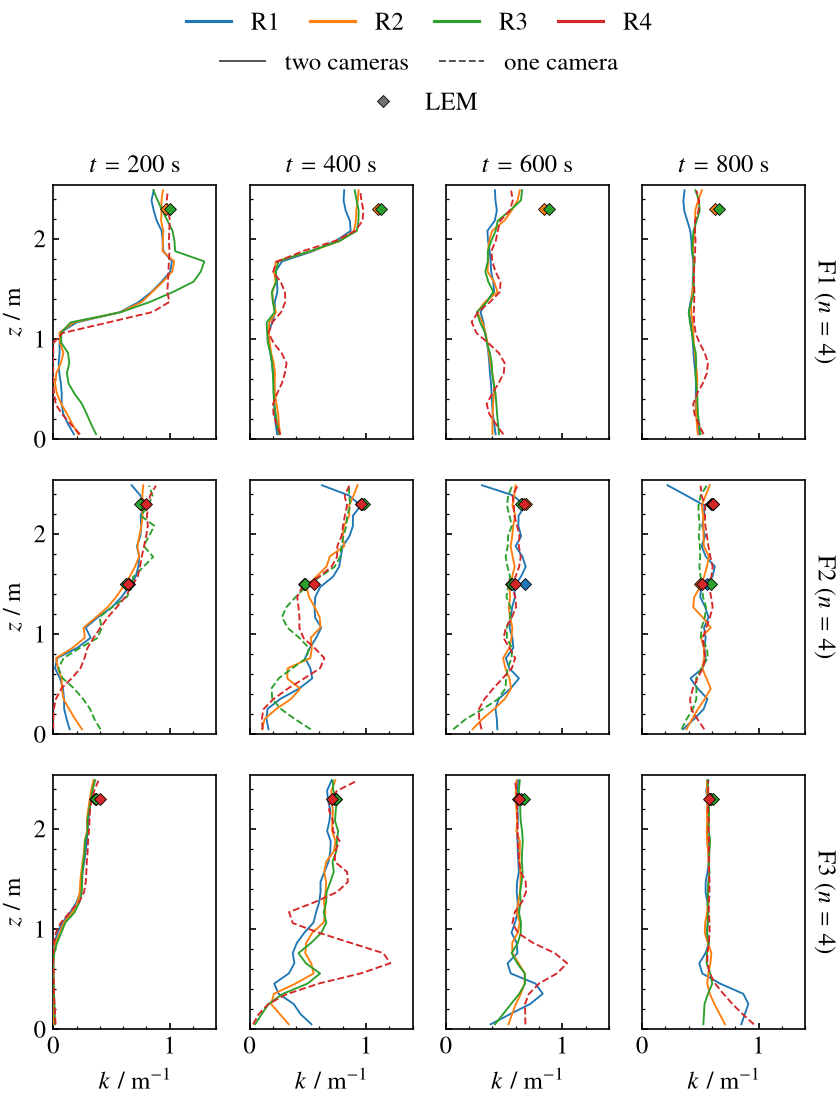 R1 R2 R3 R4
two cameras one camera
LEM
t = 200 s t = 400 s t = 600 s t = 800 s
z / m
2
1
0
F1 (n = 4)
z / m
2
1
0
F2 (n = 4)
z / m
2
1
0
F3 (n = 4)
0 1 0 1 0 1 0 1
k / m⁻¹ k / m⁻¹ k / m⁻¹ k / m⁻¹